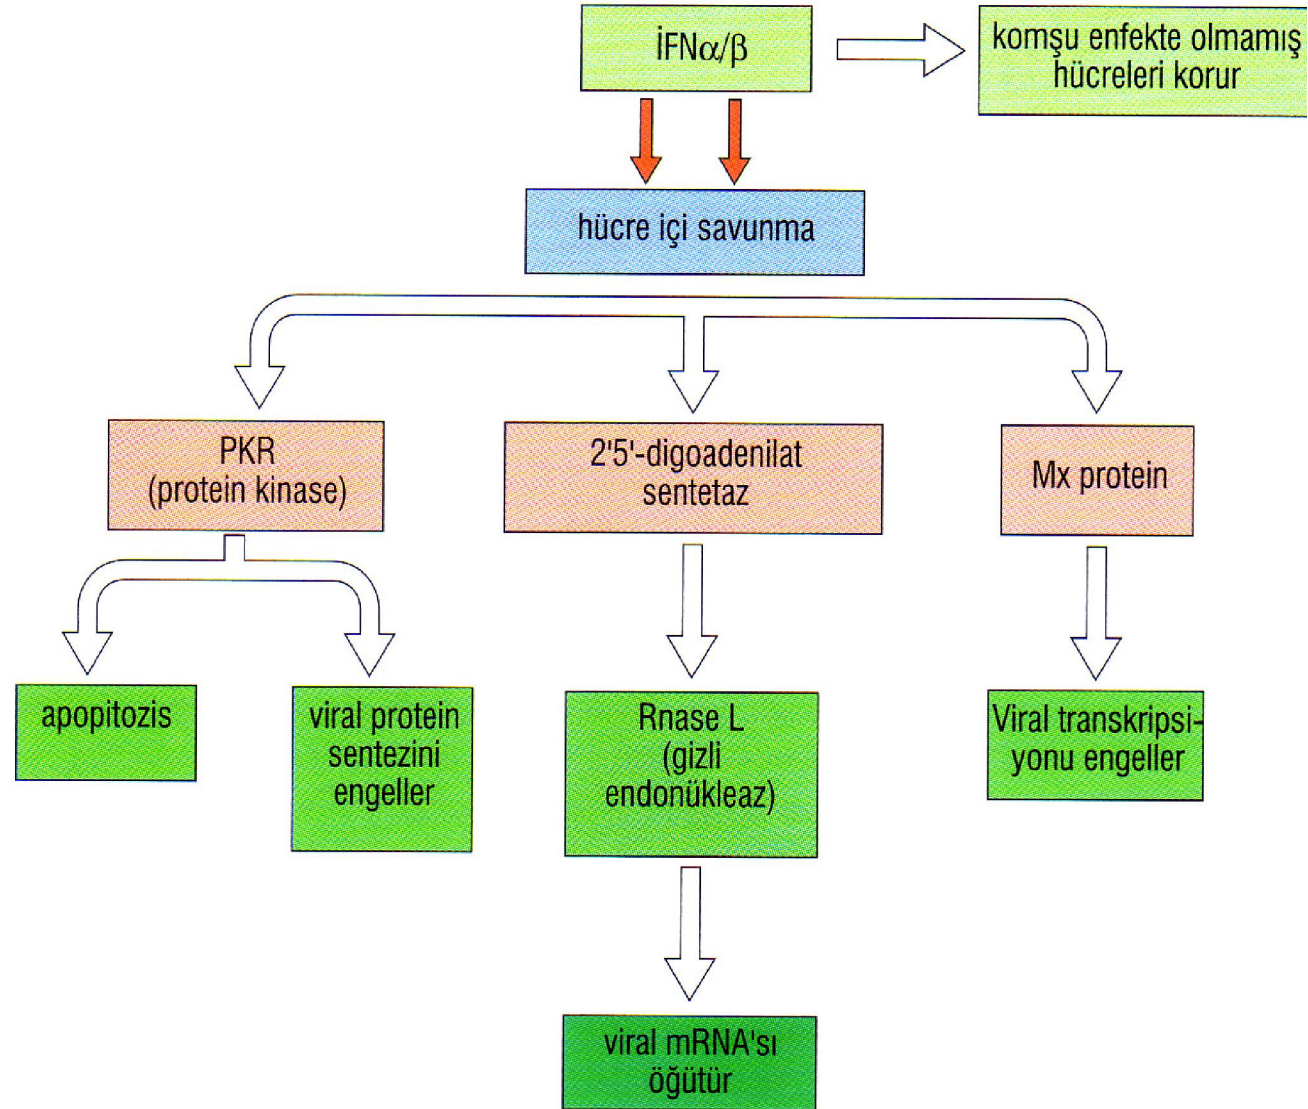 İFNα/β
komşu enfekte olmamış
hücreleri korur
hücre içi savunma
PKR
(protein kinase)
2'5'-digoadenilat
sentetaz
Mx protein
apopitozis
viral protein
sentezini
engeller
Rnase L
(gizli
endonükleaz)
Viral transkripsi-
yonu engeller
viral mRNA'sı
öğütür